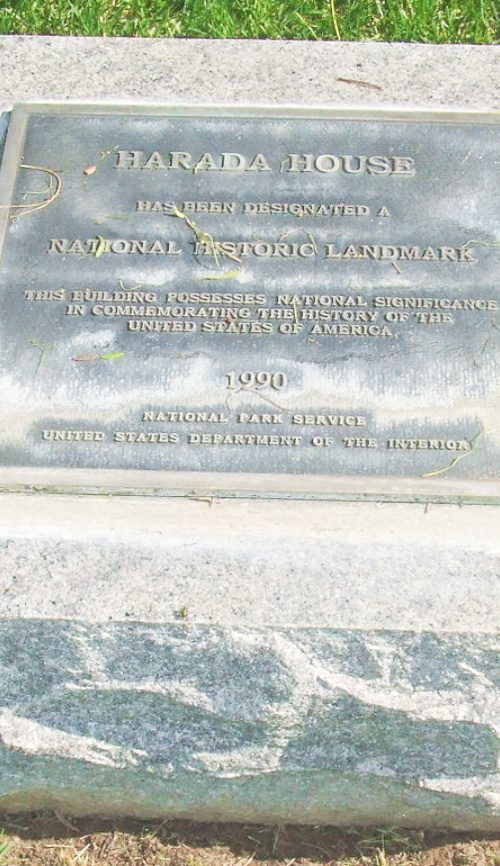 HARADA HOUSE
HAS BEEN DESIGNATED A
NATIONAL HISTORIC LANDMARK
THIS BUILDING POSSESSES NATIONAL SIGNIFICANCE
IN COMMEMORATING THE HISTORY OF THE
UNITED STATES OF AMERICA
1990
NATIONAL PARK SERVICE
UNITED STATES DEPARTMENT OF THE INTERIOR